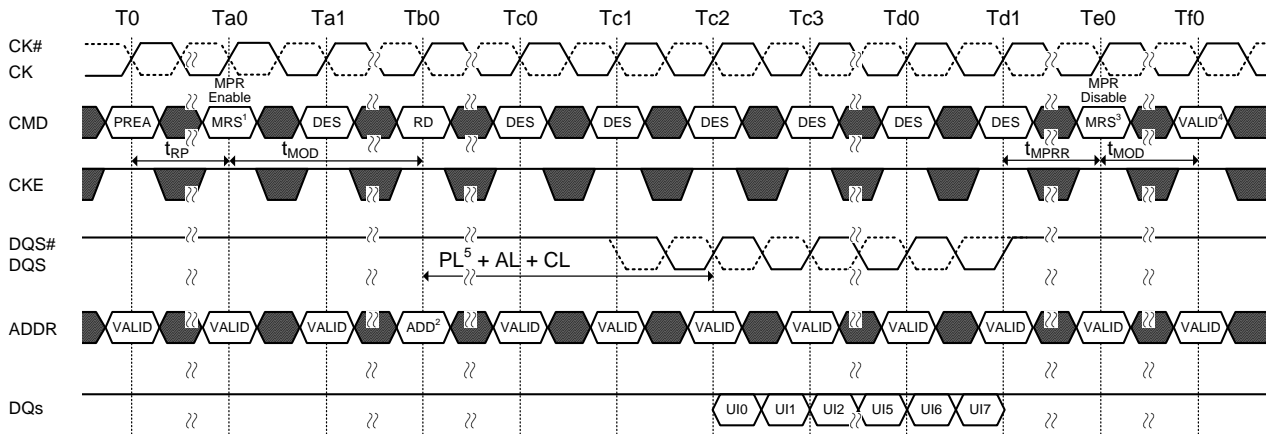 T0 Ta0 Ta1 Tb0 Tc0 Tc1 Tc2 Tc3 Td0 Td1 Te0 Tf0
CK#
CK
MPR
Enable
MPR
Disable
CMD PREA MRS¹ DES RD DES DES DES DES DES DES MRS³ VALID⁴
tRP tMOD tMPRR tMOD
CKE
DQS#
DQS
PL⁵ + AL + CL
ADDR VALID VALID VALID ADD² VALID VALID VALID VALID VALID VALID VALID VALID
DQs UI0 UI1 UI2 UI5 UI6 UI7